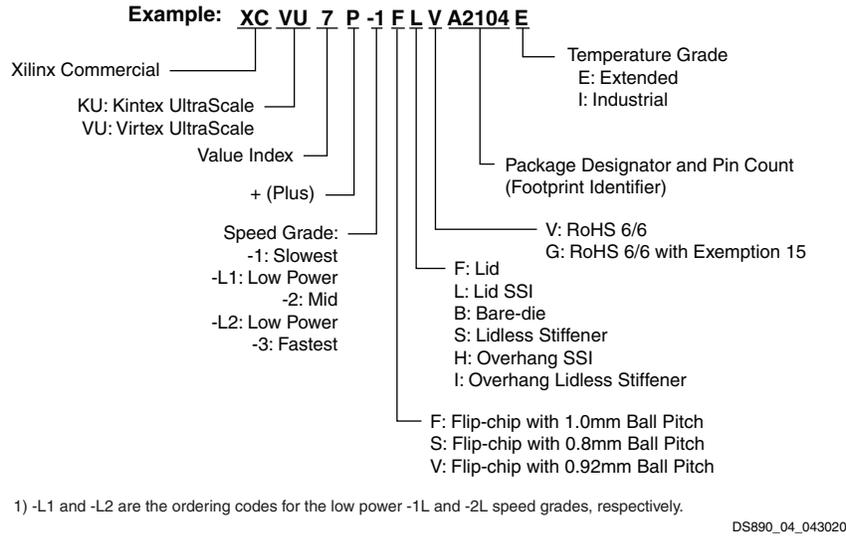 Example: XC VU 7 P -1 F L V A2104 E
Xilinx Commercial
KU: Kintex UltraScale
VU: Virtex UltraScale
Value Index
+ (Plus)
Speed Grade:
-1: Slowest
-L1: Low Power
-2: Mid
-L2: Low Power
-3: Fastest
Temperature Grade
E: Extended
I: Industrial
Package Designator and Pin Count
(Footprint Identifier)
V: RoHS 6/6
G: RoHS 6/6 with Exemption 15
F: Lid
L: Lid SSI
B: Bare-die
S: Lidless Stiffener
H: Overhang SSI
I: Overhang Lidless Stiffener
F: Flip-chip with 1.0mm Ball Pitch
S: Flip-chip with 0.8mm Ball Pitch
V: Flip-chip with 0.92mm Ball Pitch
1) -L1 and -L2 are the ordering codes for the low power -1L and -2L speed grades, respectively.
DS890_04_043020